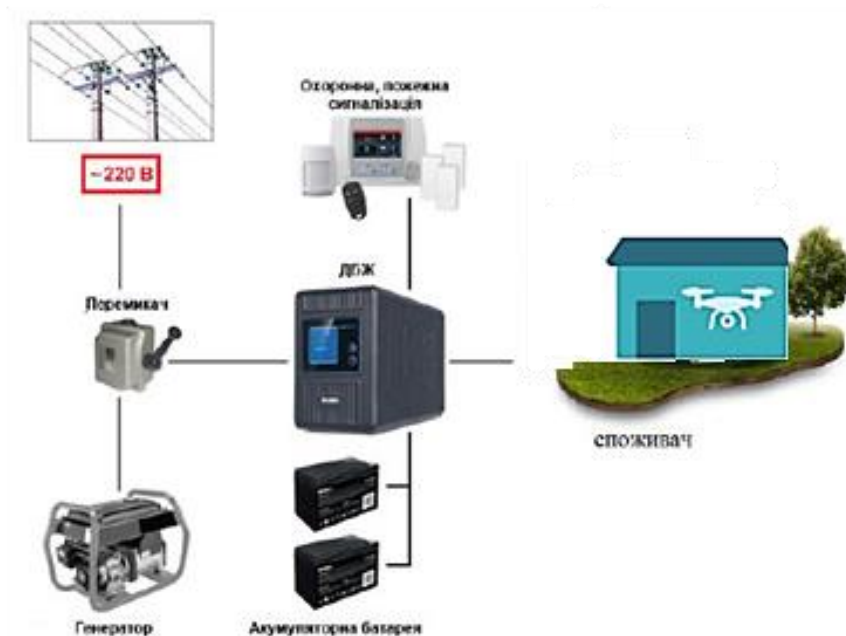 Охоронна, пожежна
сигналізація
~220 В
ДБЖ
Перемикач
споживач
Генератор
Акумуляторна батарея